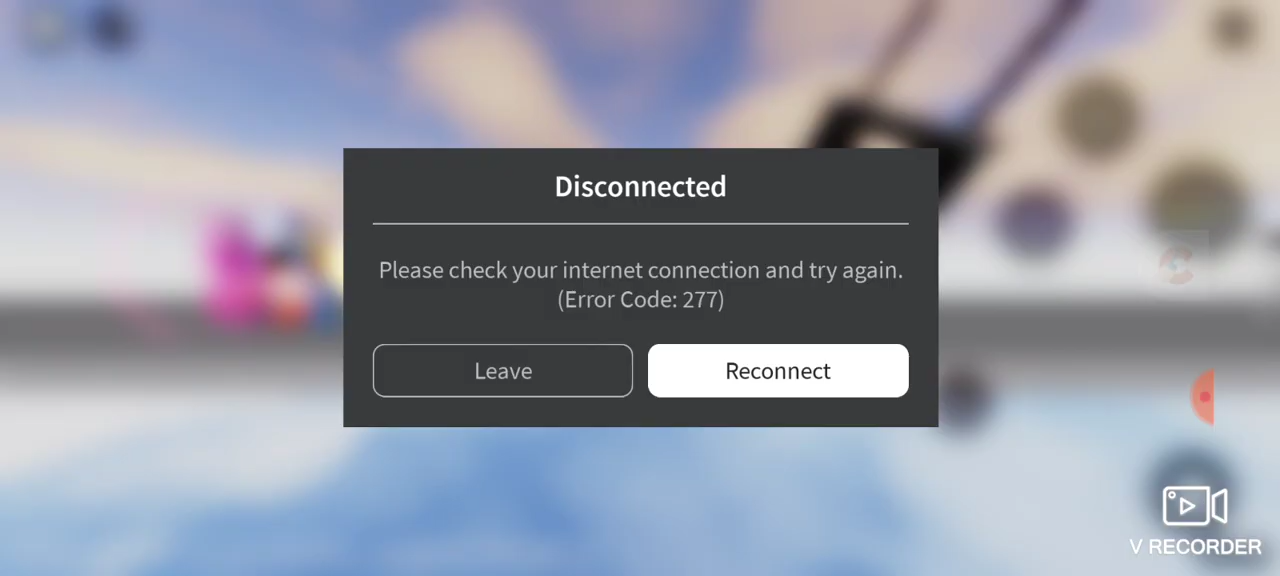 Disconnected
Please check your internet connection and try again.
(Error Code: 277)
Leave
Reconnect
V RECORDER